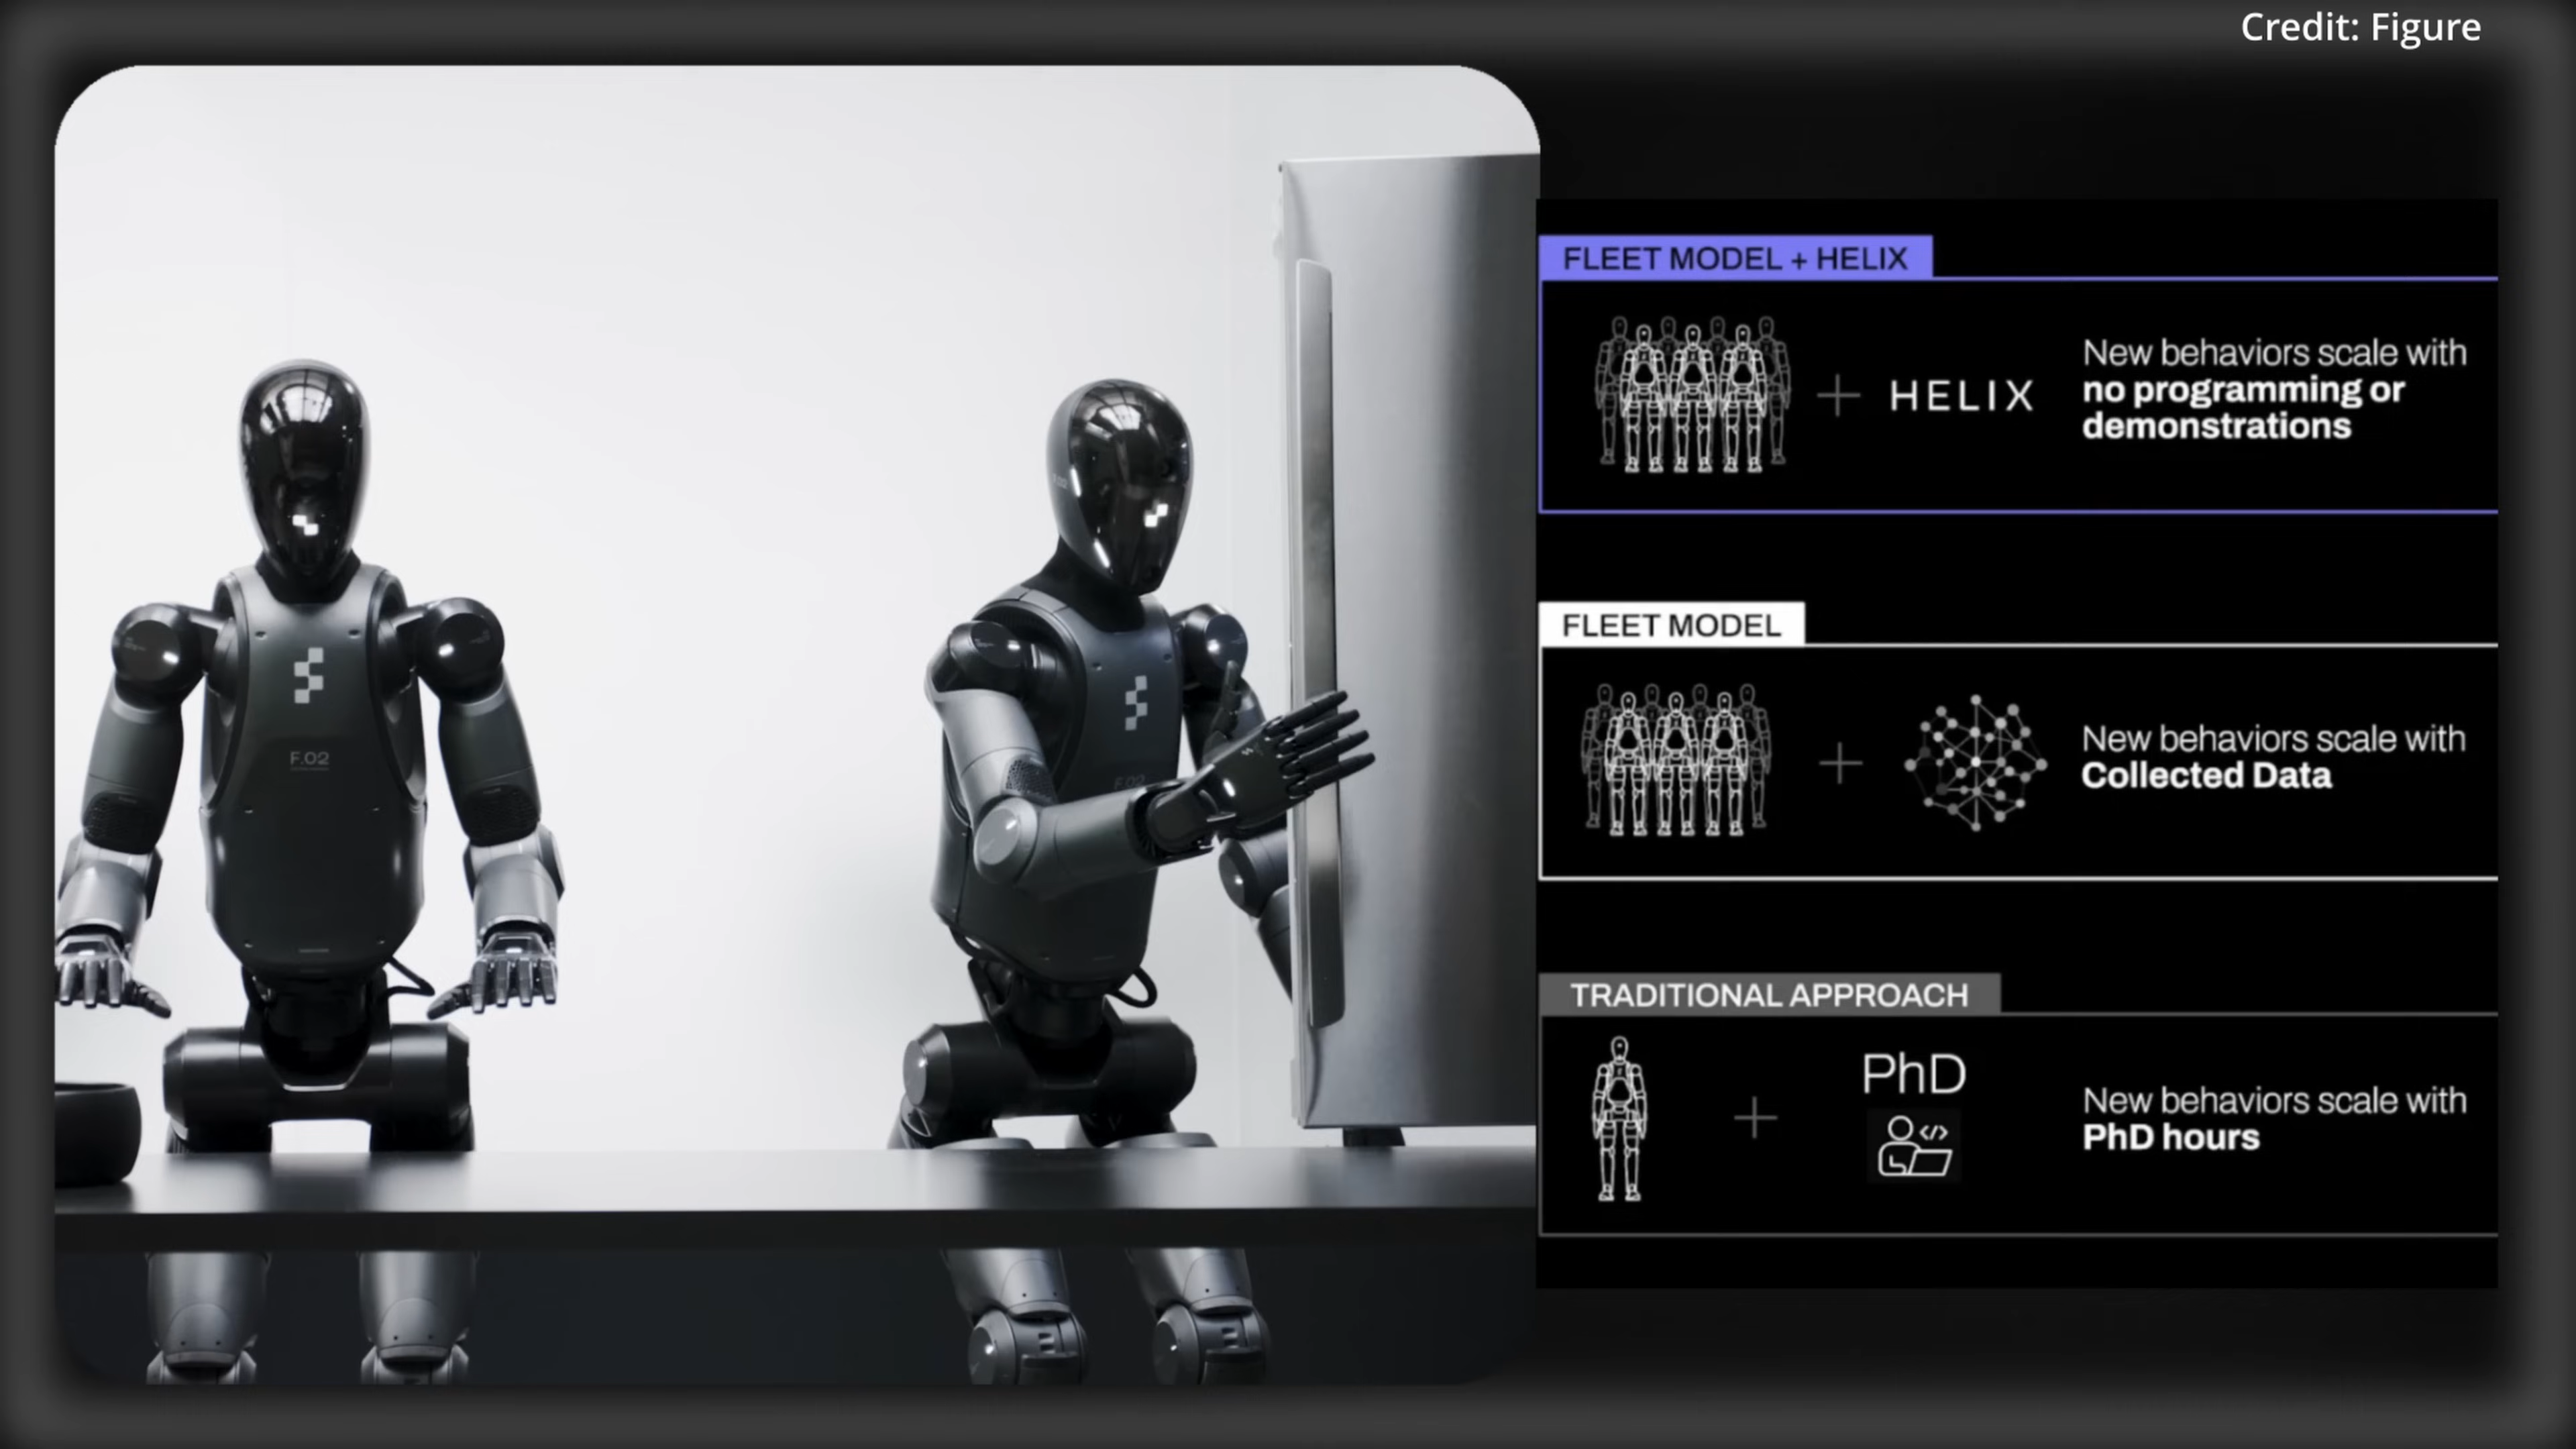 Credit: Figure
FLEET MODEL + HELIX
HELIX
New behaviors scale with
no programming or
demonstrations
FLEET MODEL
New behaviors scale with
Collected Data
TRADITIONAL APPROACH
PhD
</>
New behaviors scale with
PhD hours
F.02